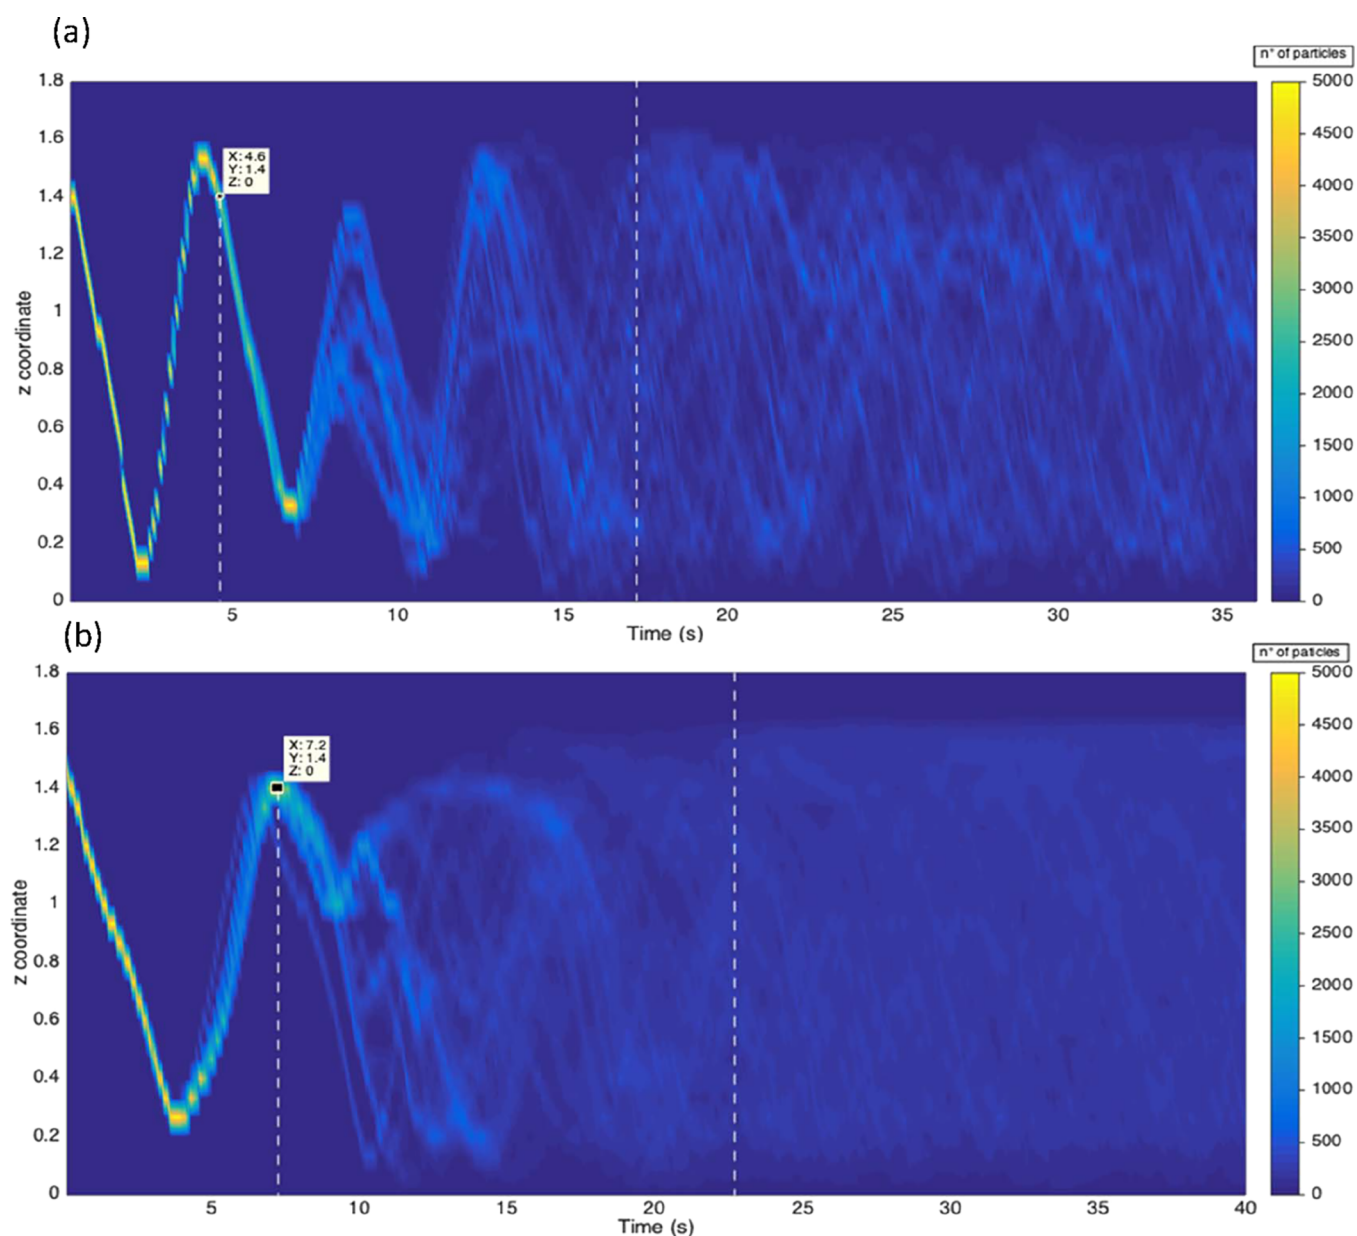 (a)
n° of particles
1.8
1.6
1.4
1.2
1
0.8
0.6
0.4
0.2
0
z coordinate
X: 4.6
Y: 1.4
Z: 0
5000
4500
4000
3500
3000
2500
2000
1500
1000
500
0
5 10 15 20 25 30 35
Time (s)
(b)
n° of paticles
1.8
1.6
1.4
1.2
1
0.8
0.6
0.4
0.2
0
z coordinate
X: 7.2
Y: 1.4
Z: 0
5000
4500
4000
3500
3000
2500
2000
1500
1000
500
0
5 10 15 20 25 30 35 40
Time (s)